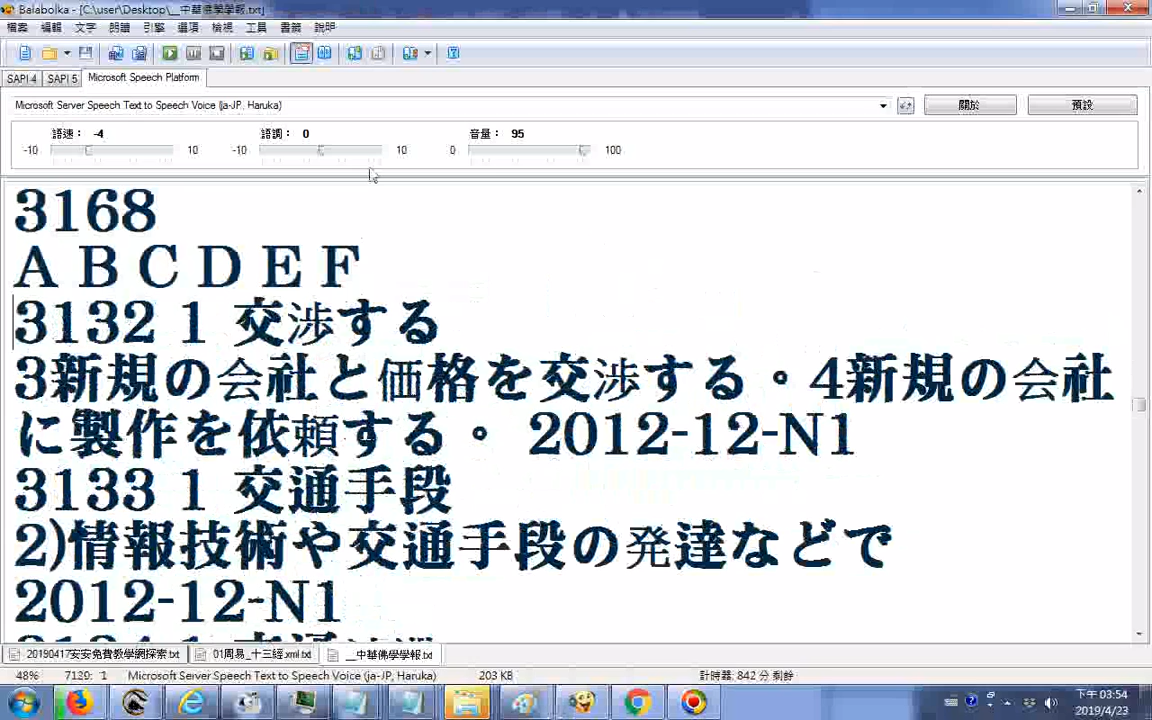 Balabolka - [C:\user\Desktop\__中華佛學學報.txt]
檔案 編輯 文字 朗讀 引擎 選項 檢視 工具 書籤 說明
SAPI 4 SAPI 5 Microsoft Speech Platform
Microsoft Server Speech Text to Speech Voice (ja-JP, Haruka) 關於 預設
語速： -4 語調： 0 音量： 95
-10 10 -10 10 0 100
3168
A B C D E F
3132 1 交渉する
3新規の会社と価格を交渉する。4新規の会社
に製作を依頼する。 2012-12-N1
3133 1 交通手段
2)情報技術や交通手段の発達などで
2012-12-N1
20190417安安免費教學網探索.txt 01周易_十三經.xml.txt __中華佛學學報.txt
48% 7120: 1 Microsoft Server Speech Text to Speech Voice (ja-JP, Haruka) 203 KB 計時器: 842 分 剩餘
下午 03:54
2019/4/23